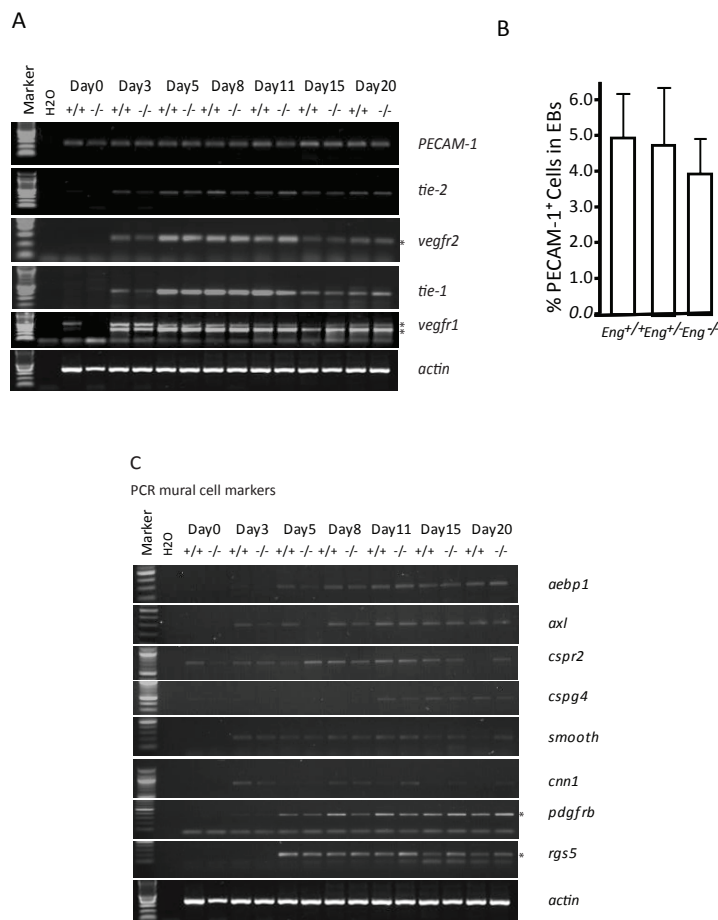 A
Marker
H2O
Day0 Day3 Day5 Day8 Day11 Day15 Day20
+/+ -/- +/+ -/- +/+ -/- +/+ -/- +/+ -/- +/+ -/- +/+ -/-
PECAM-1
tie-2
vegfr2
*
tie-1
vegfr1
*
*
actin
B
% PECAM-1+ Cells in EBs
6.0
5.0
4.0
3.0
2.0
1.0
0.0
Eng+/+ Eng+/- Eng-/-
C
PCR mural cell markers
Marker
H2O
Day0 Day3 Day5 Day8 Day11 Day15 Day20
+/+ -/- +/+ -/- +/+ -/- +/+ -/- +/+ -/- +/+ -/- +/+ -/-
aebp1
axl
cspr2
cspg4
smooth
cnn1
pdgfrb
*
rgs5
*
actin